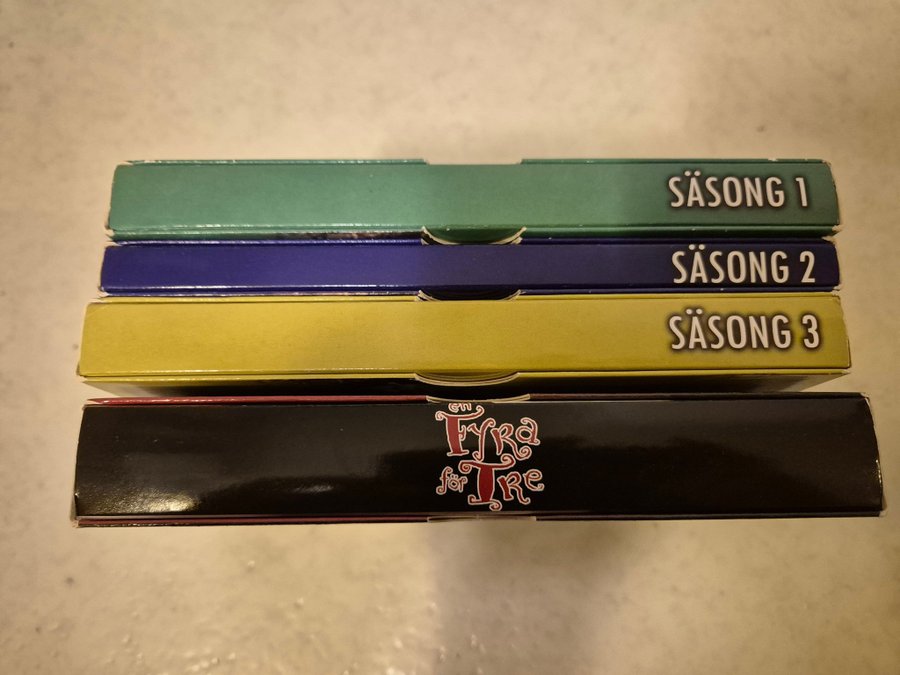 SÄSONG 1
SÄSONG 2
SÄSONG 3
en
Fyra
för Tre